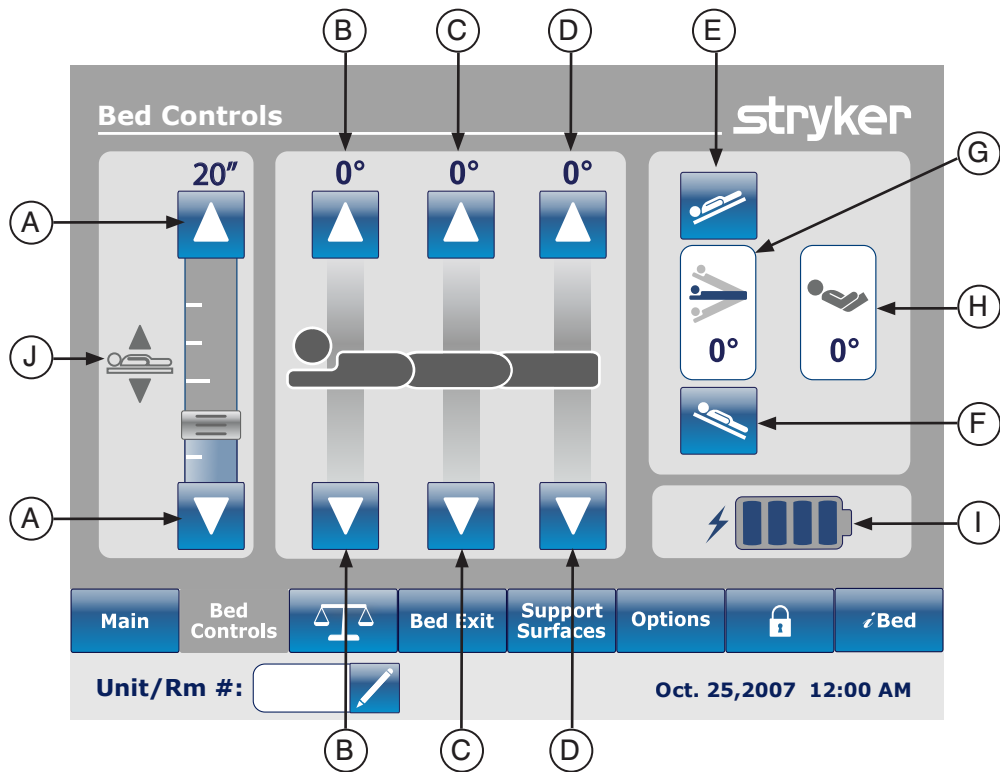 B C D E
Bed Controls
stryker
G
20" 0° 0° 0°
A
H
J
0° 0°
F
A
I
Main
Bed
Controls
Bed Exit
Support
Surfaces
Options
iBed
Unit/Rm #:
Oct. 25,2007 12:00 AM
B C D